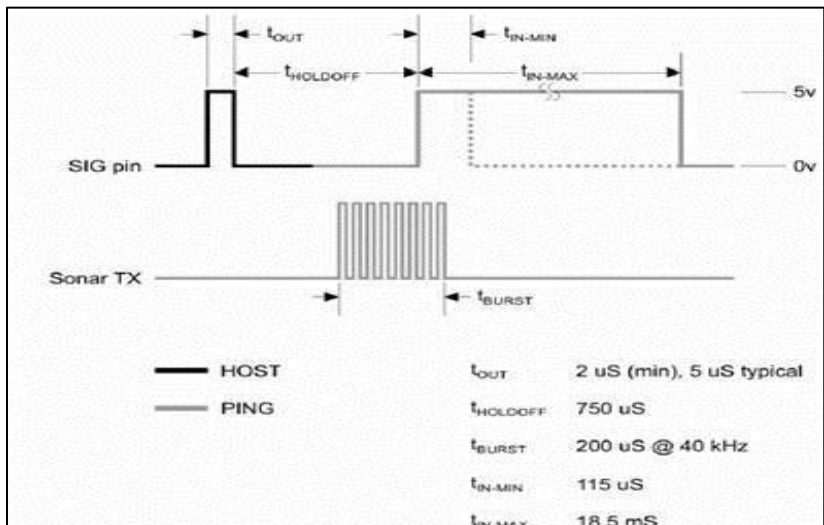 tOUT tIN-MIN
tHOLDOFF tIN-MAX
5v
SIG pin 0v
Sonar TX
tBURST
HOST tOUT 2 uS (min), 5 uS typical
PING tHOLDOFF 750 uS
tBURST 200 uS @ 40 kHz
tIN-MIN 115 uS
tIN-MAX 18.5 mS